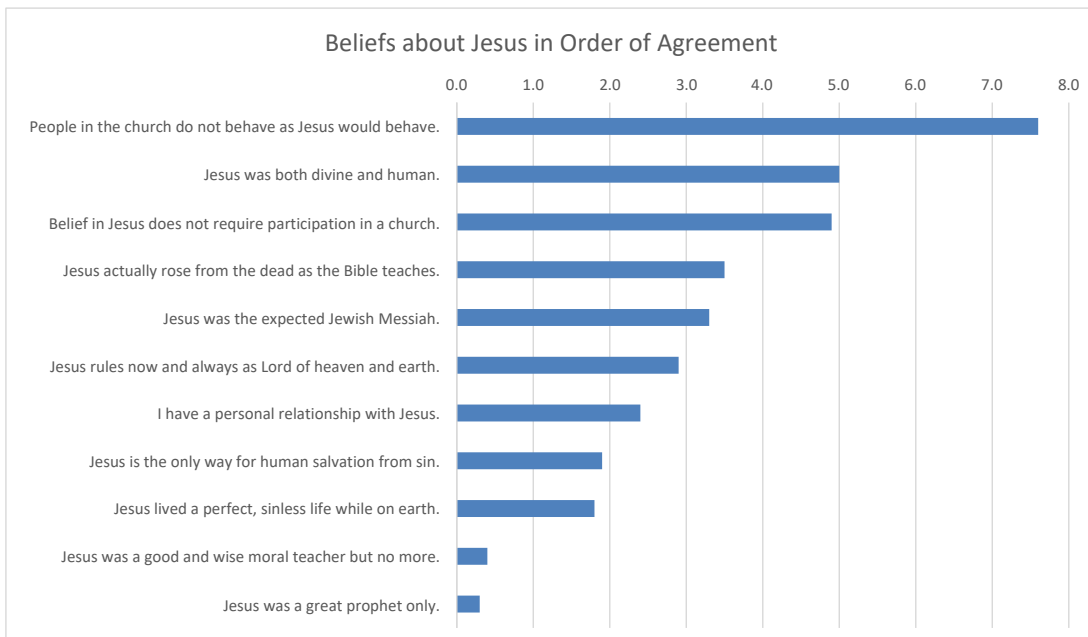 Beliefs about Jesus in Order of Agreement
0.0 1.0 2.0 3.0 4.0 5.0 6.0 7.0 8.0
People in the church do not behave as Jesus would behave.
Jesus was both divine and human.
Belief in Jesus does not require participation in a church.
Jesus actually rose from the dead as the Bible teaches.
Jesus was the expected Jewish Messiah.
Jesus rules now and always as Lord of heaven and earth.
I have a personal relationship with Jesus.
Jesus is the only way for human salvation from sin.
Jesus lived a perfect, sinless life while on earth.
Jesus was a good and wise moral teacher but no more.
Jesus was a great prophet only.